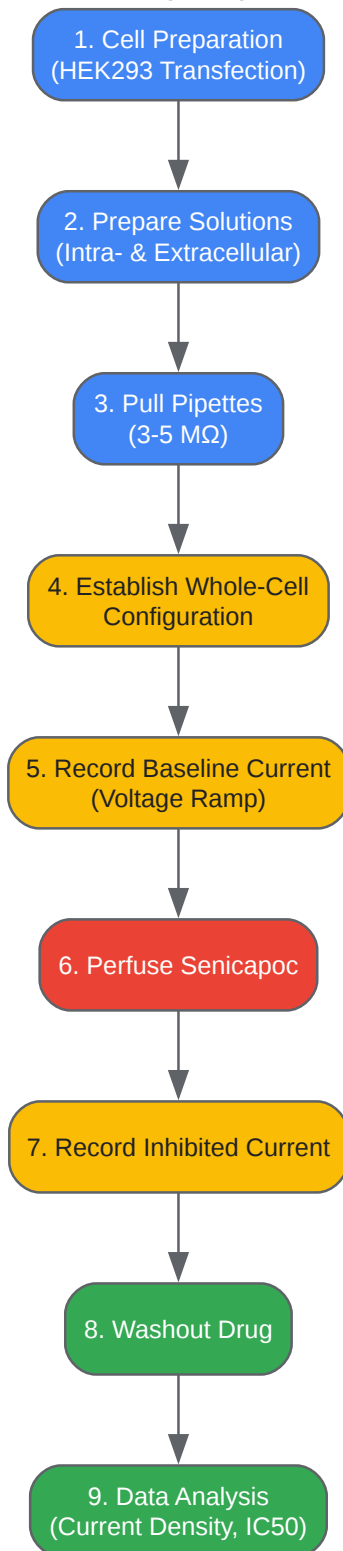 1. Cell Preparation
(HEK293 Transfection)
2. Prepare Solutions
(Intra- & Extracellular)
3. Pull Pipettes
(3-5 MΩ)
4. Establish Whole-Cell
Configuration
5. Record Baseline Current
(Voltage Ramp)
6. Perfuse Senicapoc
7. Record Inhibited Current
8. Washout Drug
9. Data Analysis
(Current Density, IC50)